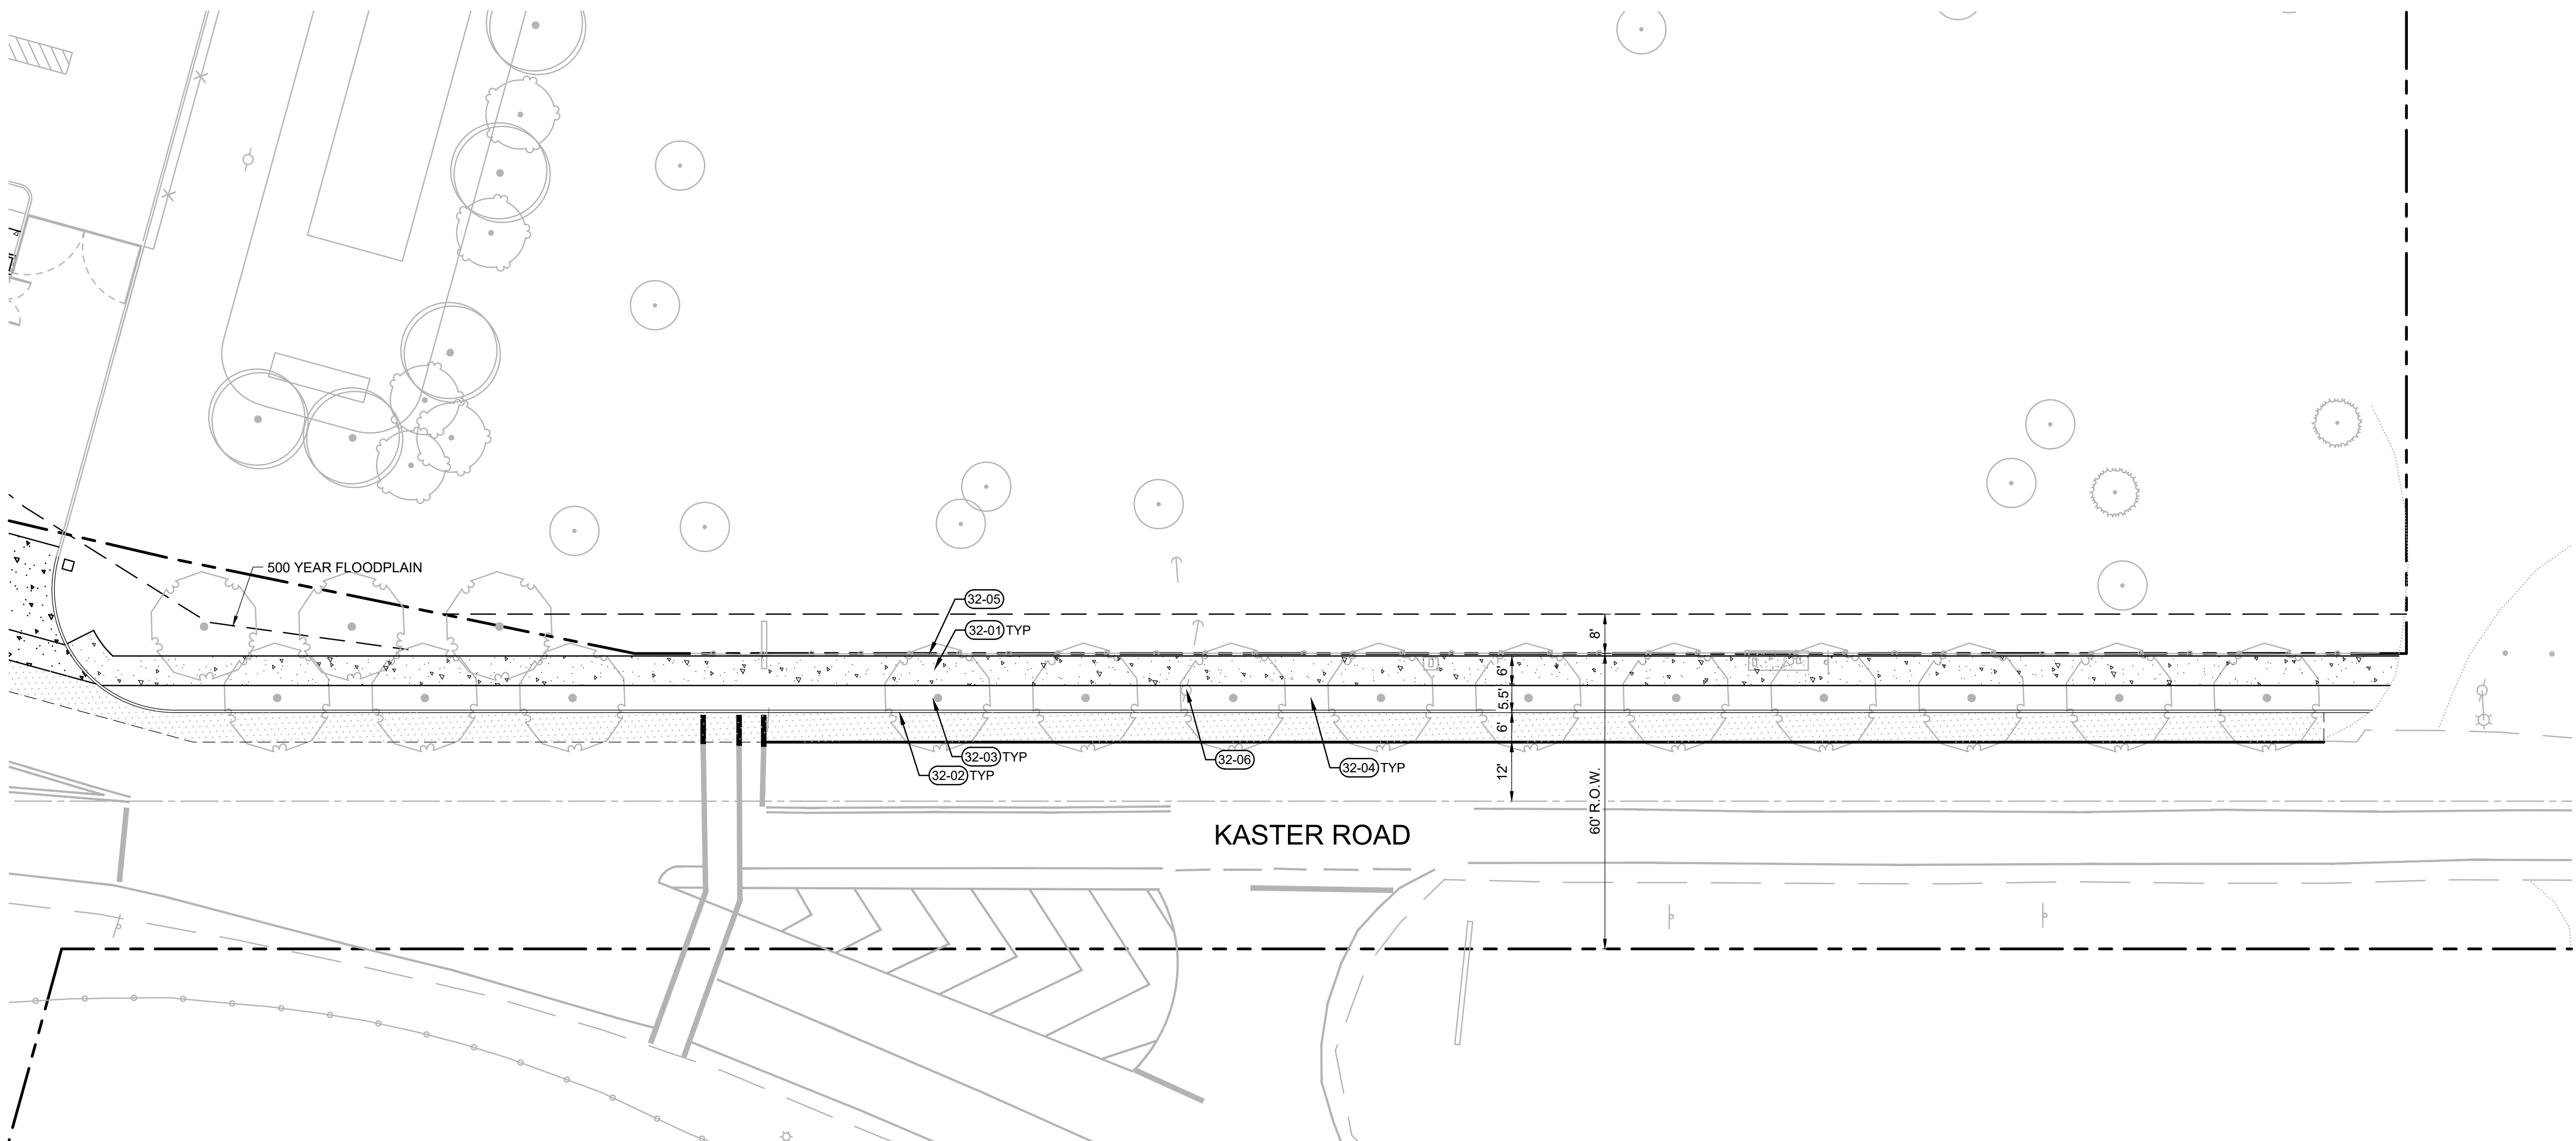 500 YEAR FLOODPLAIN
32-05
32-01 TYP
8'
6'
5.5'
6'
32-03 TYP
32-02 TYP
32-06
32-04 TYP
12'
60' R.O.W.
KASTER ROAD